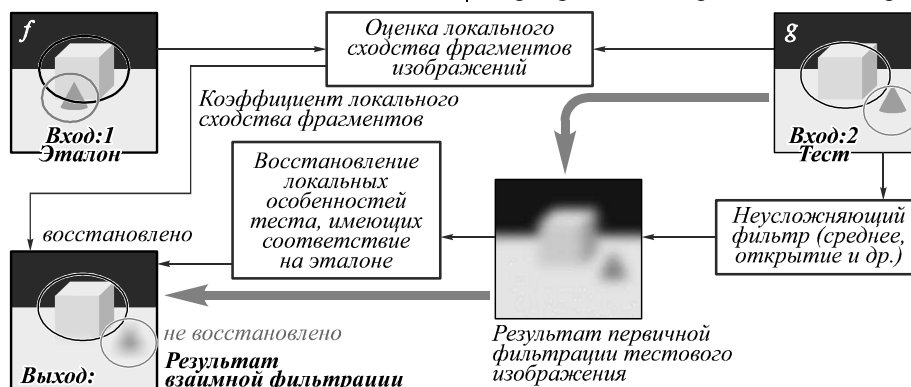 f
Вход:1
Эталон
Оценка локального
сходства фрагментов
изображений
g
Вход:2
Тест
Коэффициент локального
сходства фрагментов
Восстановление
локальных
особенностей
теста, имеющих
соответствие
на эталоне
Неусложняющий
фильтр (среднее,
открытие и др.)
восстановлено
не восстановлено
Выход:
Результат
взаимной фильтрации
Результат первичной
фильтрации тестового
изображения